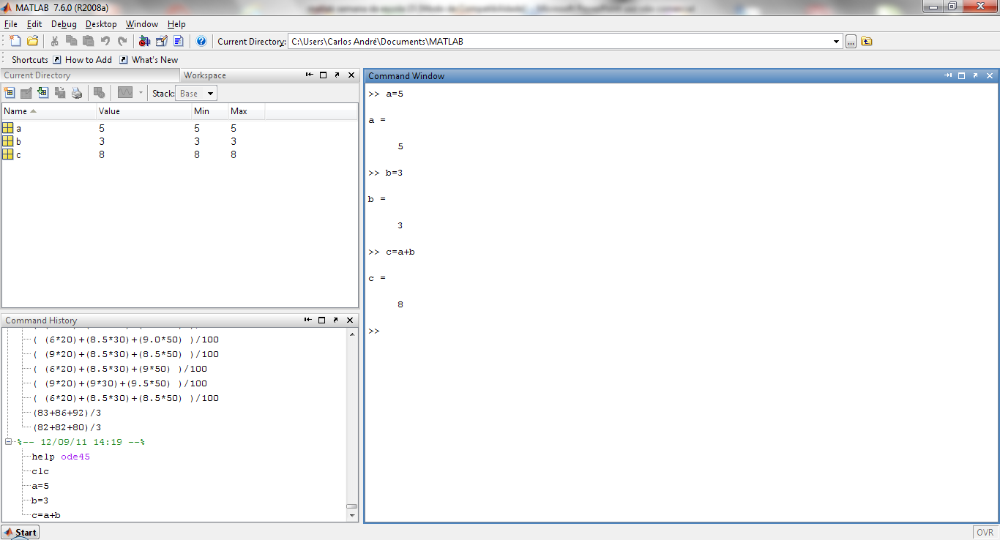 MATLAB 7.6.0 (R2008a)
File Edit Debug Desktop Window Help
Current Directory: C:\Users\Carlos André\Documents\MATLAB ...
Shortcuts How to Add What's New
Current Directory Workspace
Stack: Base
Name Value Min Max
a 5 5 5
b 3 3 3
c 8 8 8
Command History
( (6*20)+(8.5*30)+(9.0*50) )/100
( (9*20)+(8.5*30)+(8.5*50) )/100
( (6*20)+(8.5*30)+(9*50) )/100
( (9*20)+(9*30)+(9.5*50) )/100
( (6*20)+(8.5*30)+(8.5*50) )/100
(83+86+92)/3
(82+82+80)/3
%-- 12/09/11 14:19 --%
help ode45
clc
a=5
b=3
c=a+b
Command Window
>> a=5
a =
5
>> b=3
b =
3
>> c=a+b
c =
8
>>
Start
OVR